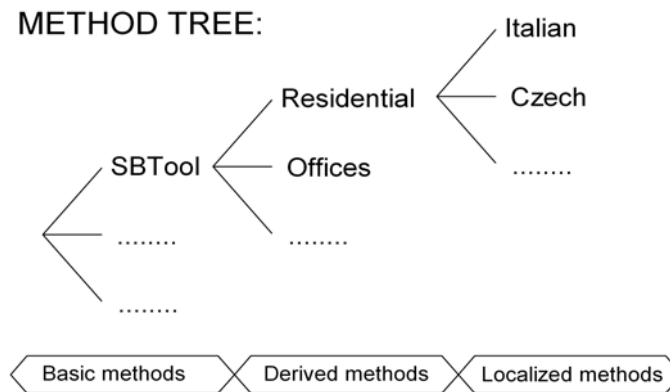 METHOD TREE:
Italian
Residential
Czech
SBTool
Offices
........
........
........
........
Basic methods
Derived methods
Localized methods